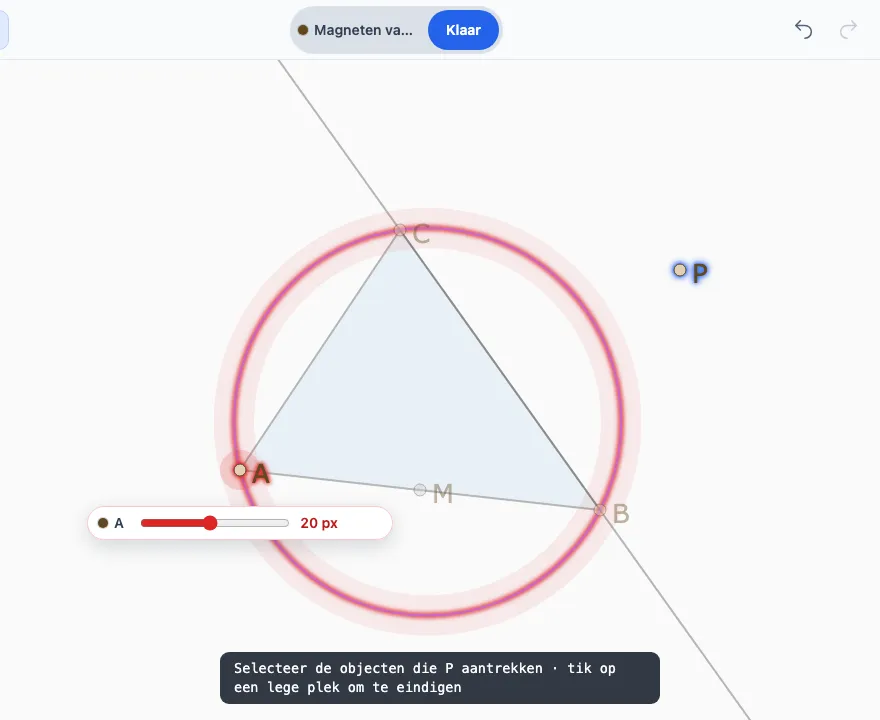 Magneten va...
Klaar
C
P
A
M
B
A
20 px
Selecteer de objecten die P aantrekken · tik op
een lege plek om te eindigen